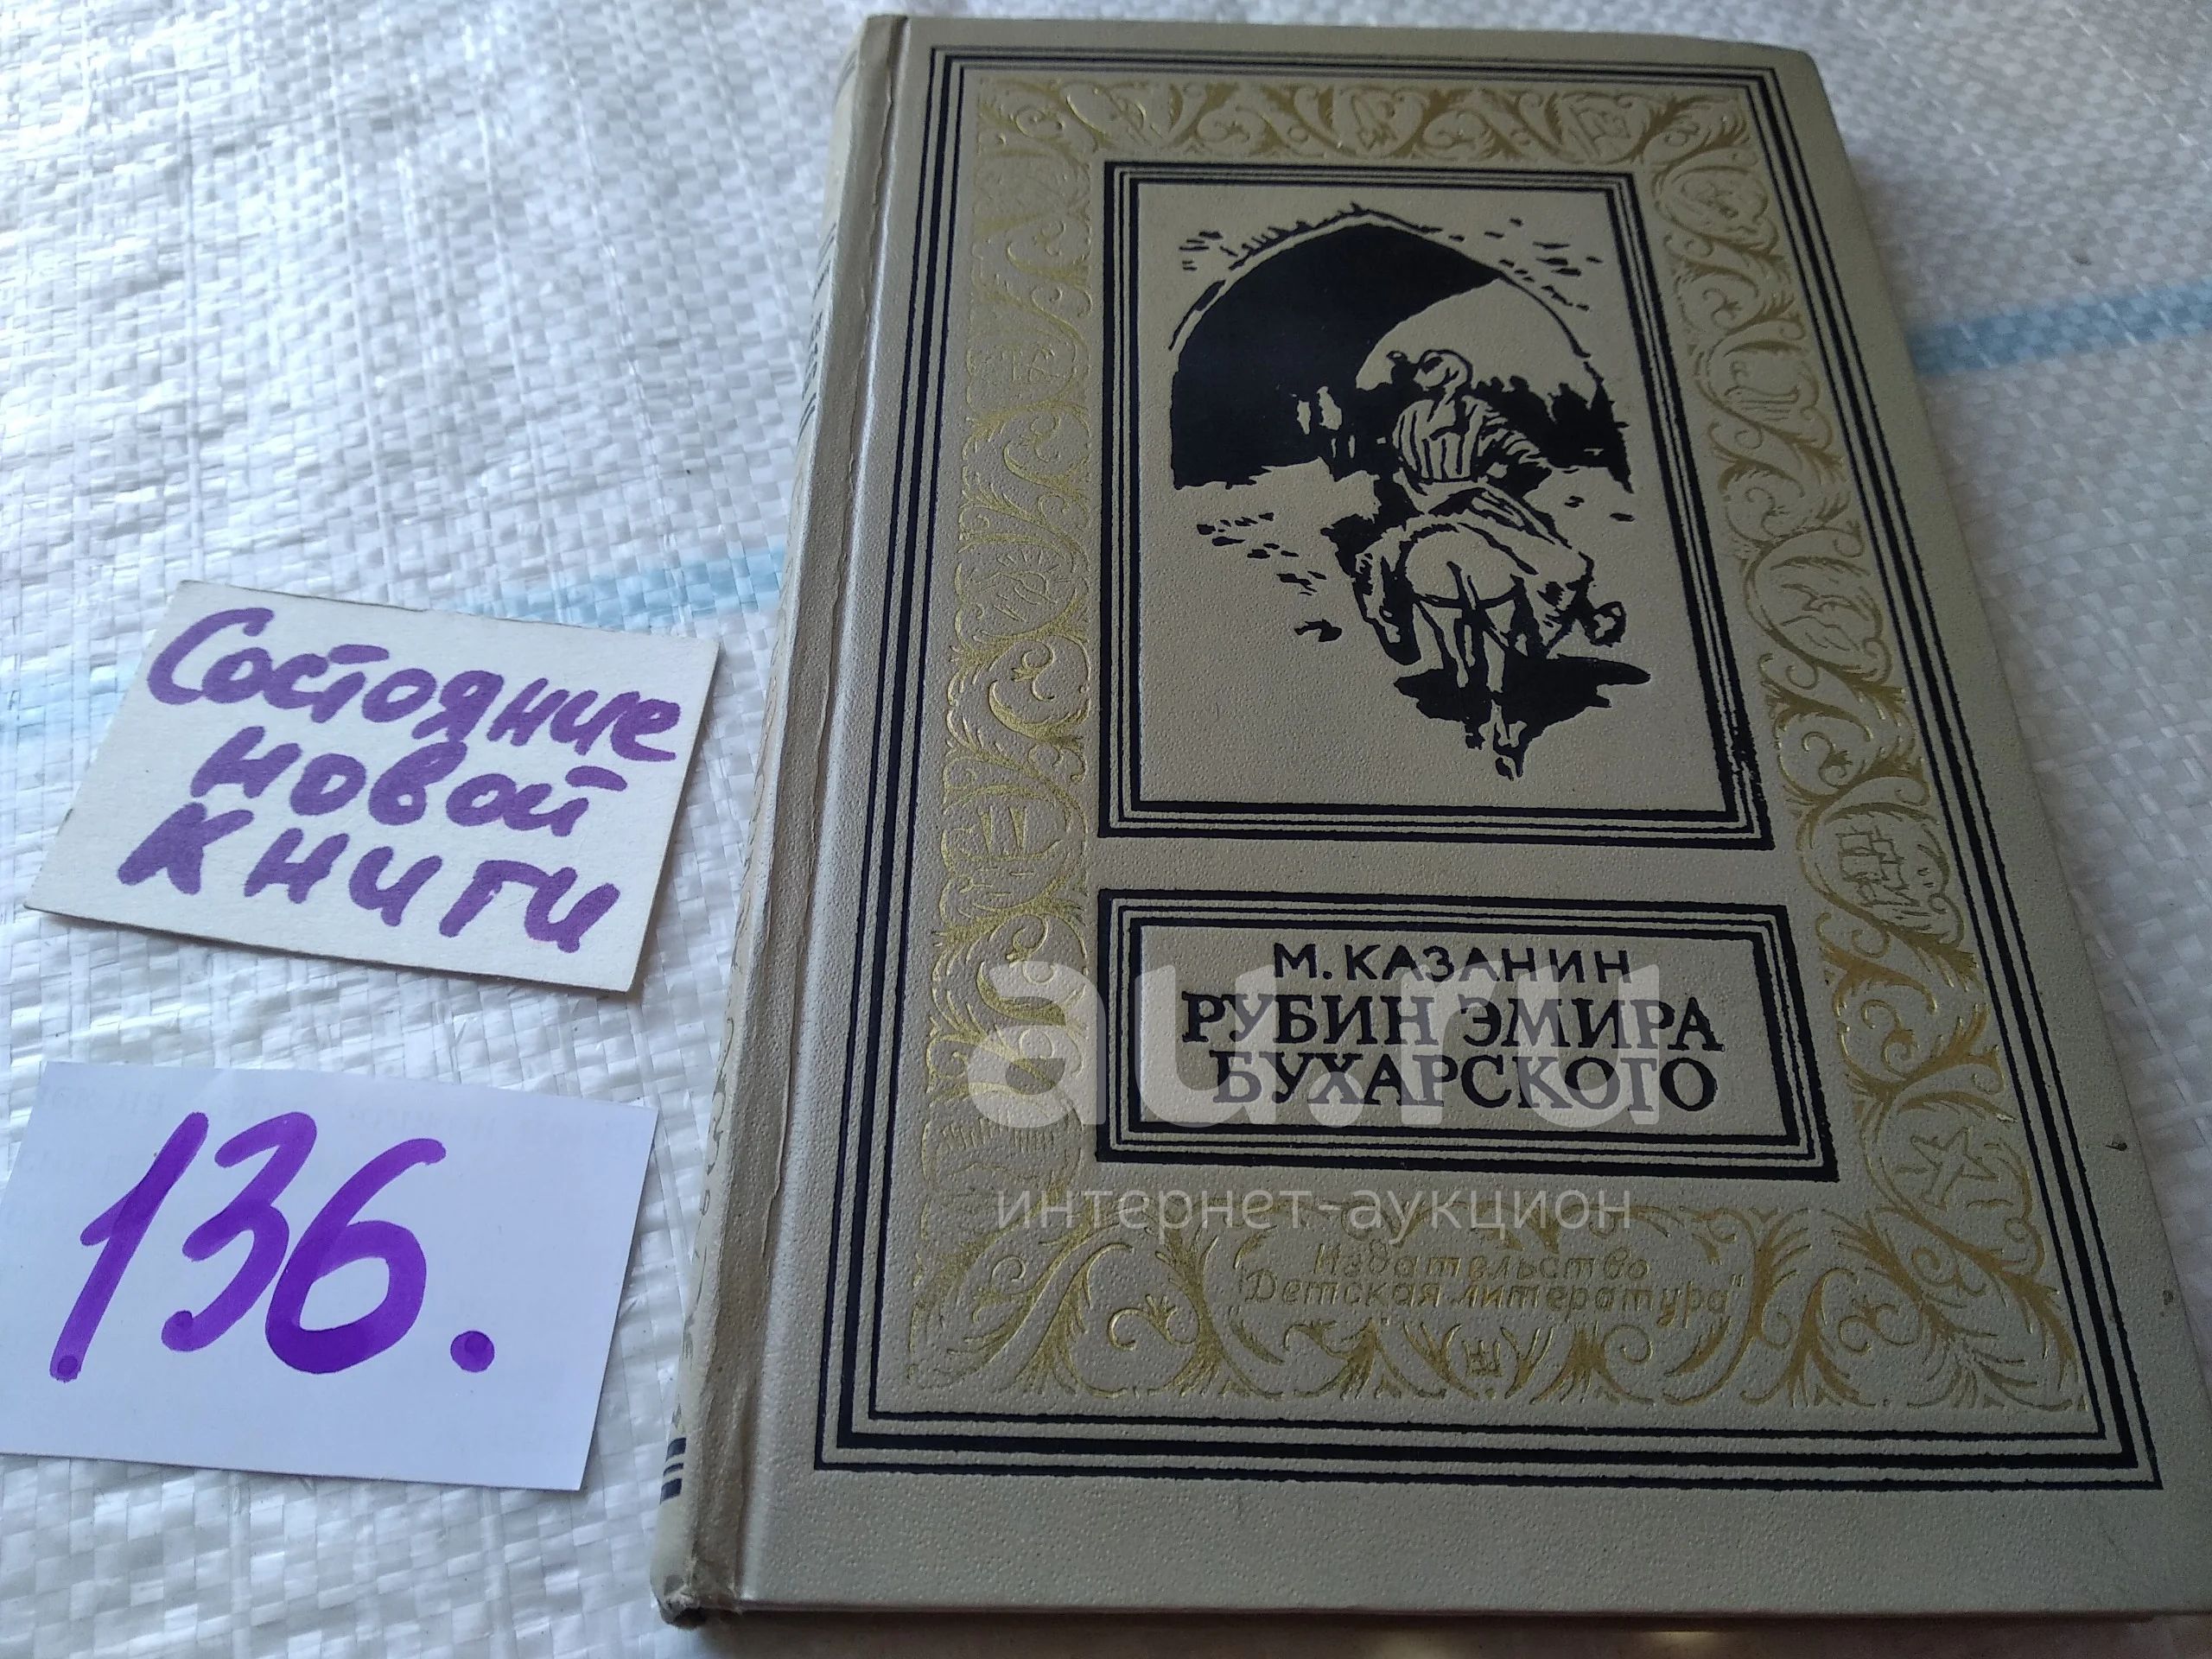 Состояние
новой
книги
136.
М. КАЗАНИН
РУБИН ЭМИРА
БУХАРСКОГО
au.ru
интернет-аукцион
Издательство
"Детская литература"